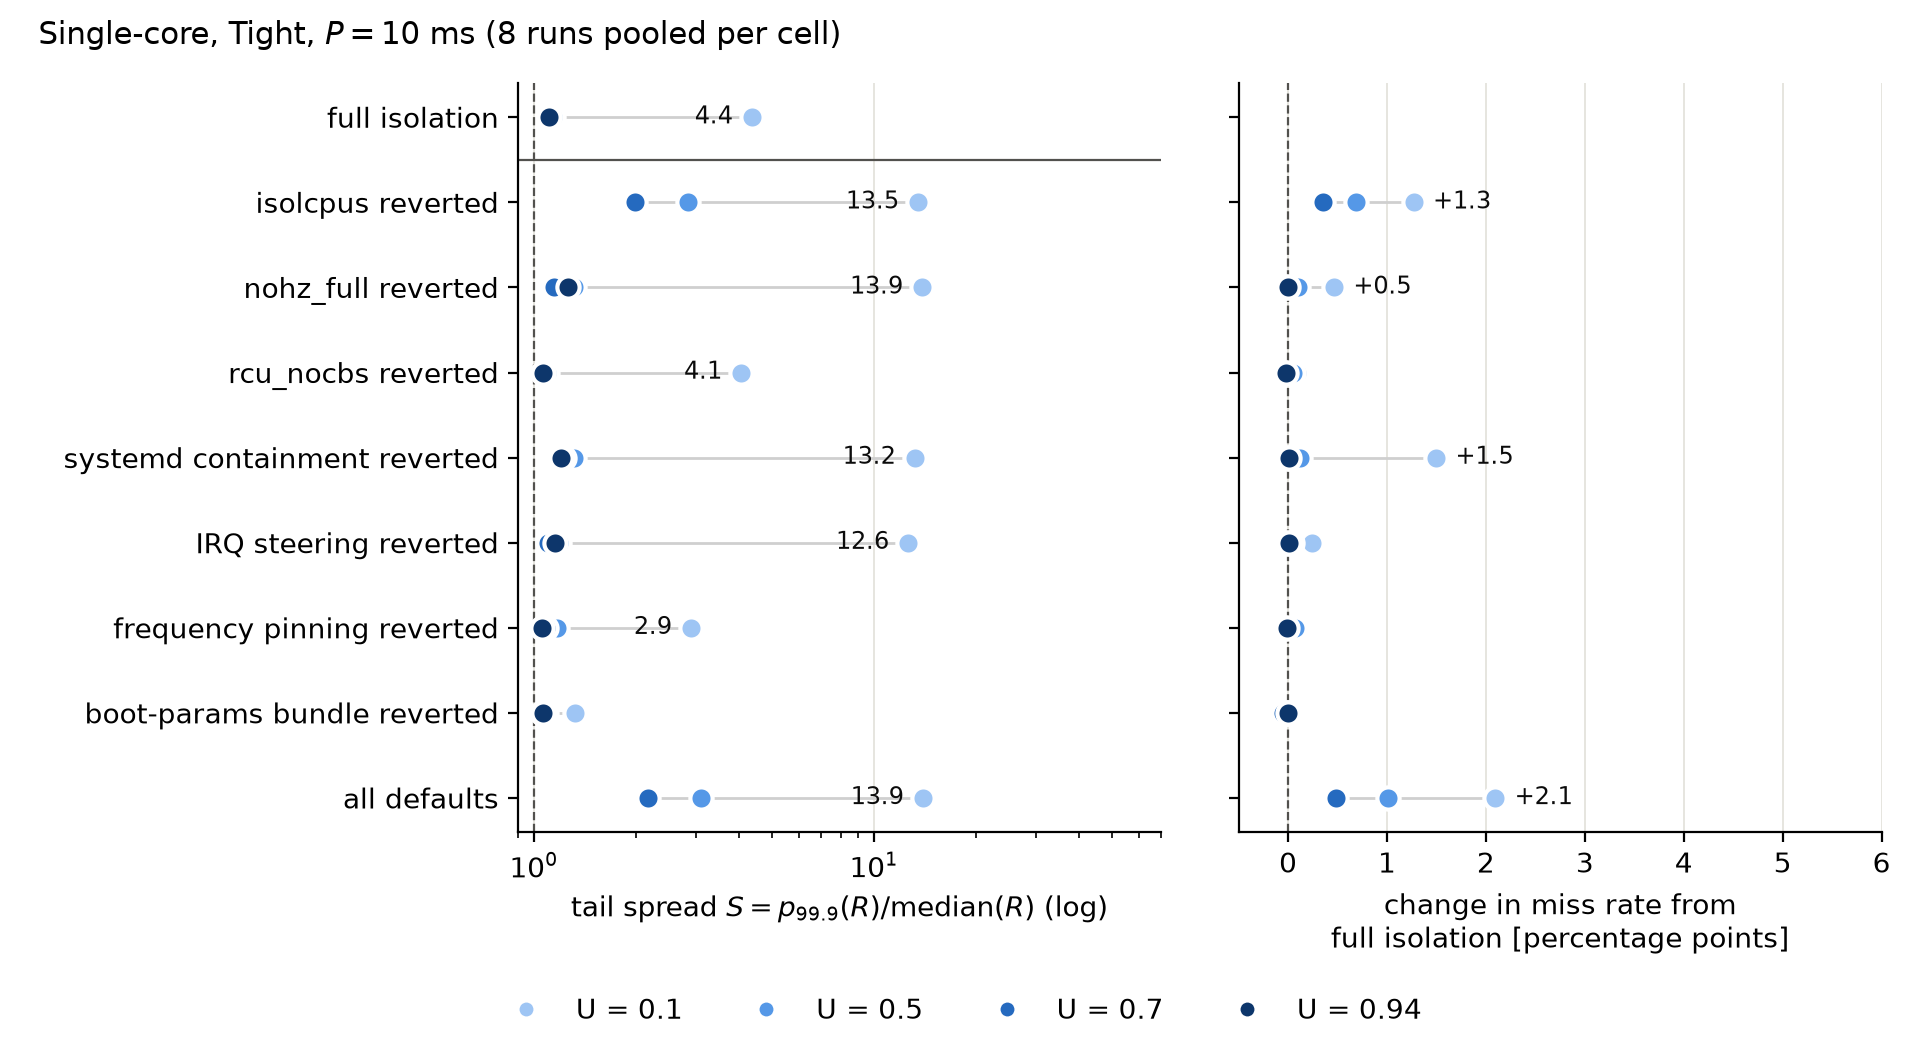 Single-core, Tight, P = 10 ms (8 runs pooled per cell)
full isolation
4.4
isolcpus reverted
13.5
+1.3
nohz_full reverted
13.9
+0.5
rcu_nocbs reverted
4.1
systemd containment reverted
13.2
+1.5
IRQ steering reverted
12.6
frequency pinning reverted
2.9
boot-params bundle reverted
all defaults
13.9
+2.1
10⁰ 10¹
0 1 2 3 4 5 6
tail spread S = p₉₉.₉(R)/median(R) (log)
change in miss rate from
full isolation [percentage points]
U = 0.1 U = 0.5 U = 0.7 U = 0.94